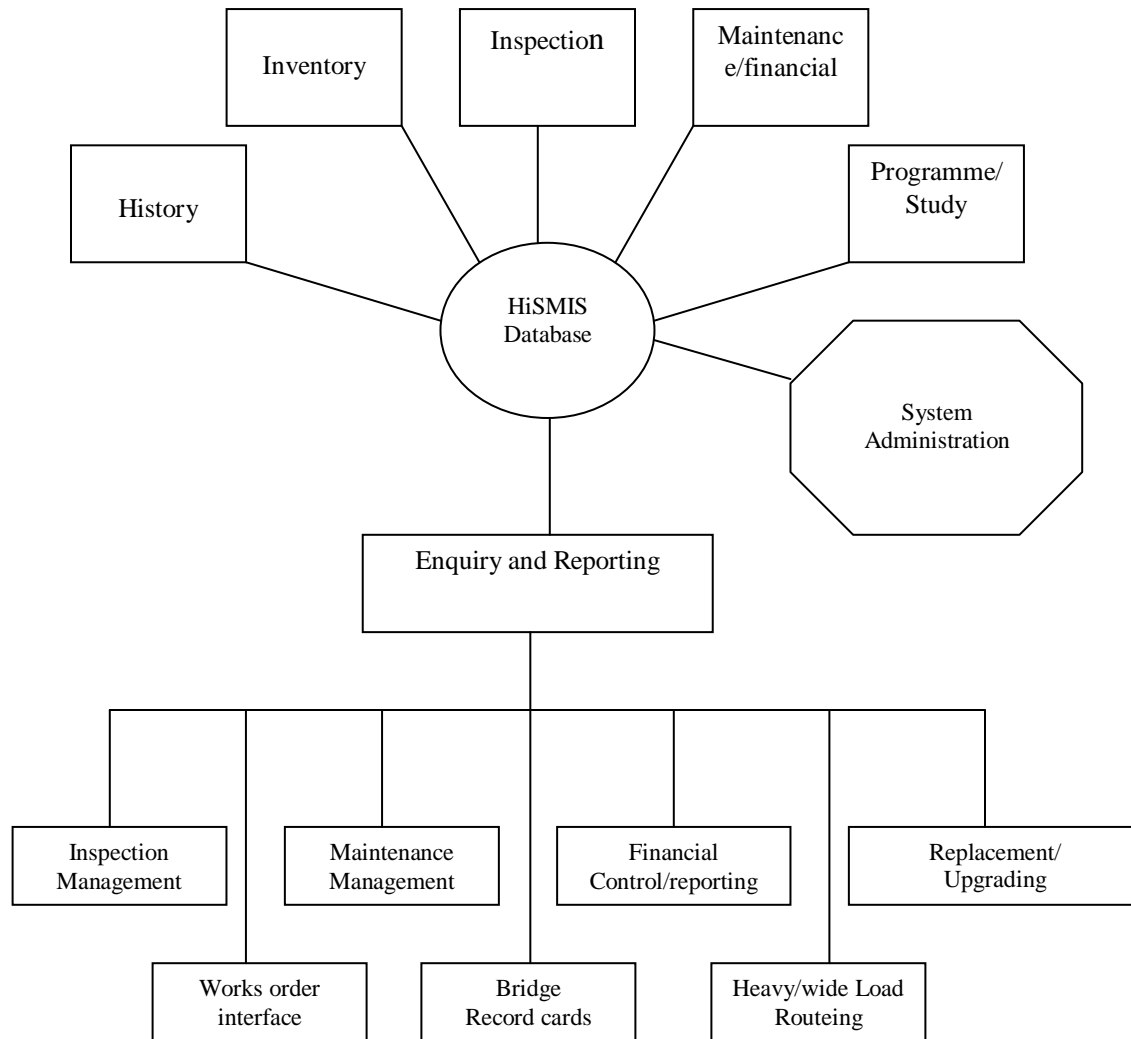 Inspection
Maintenanc
e/financial
Inventory
Programme/
Study
History
HiSMIS
Database
System
Administration
Enquiry and Reporting
Inspection
Management
Maintenance
Management
Financial
Control/reporting
Replacement/
Upgrading
Works order
interface
Bridge
Record cards
Heavy/wide Load
Routeing